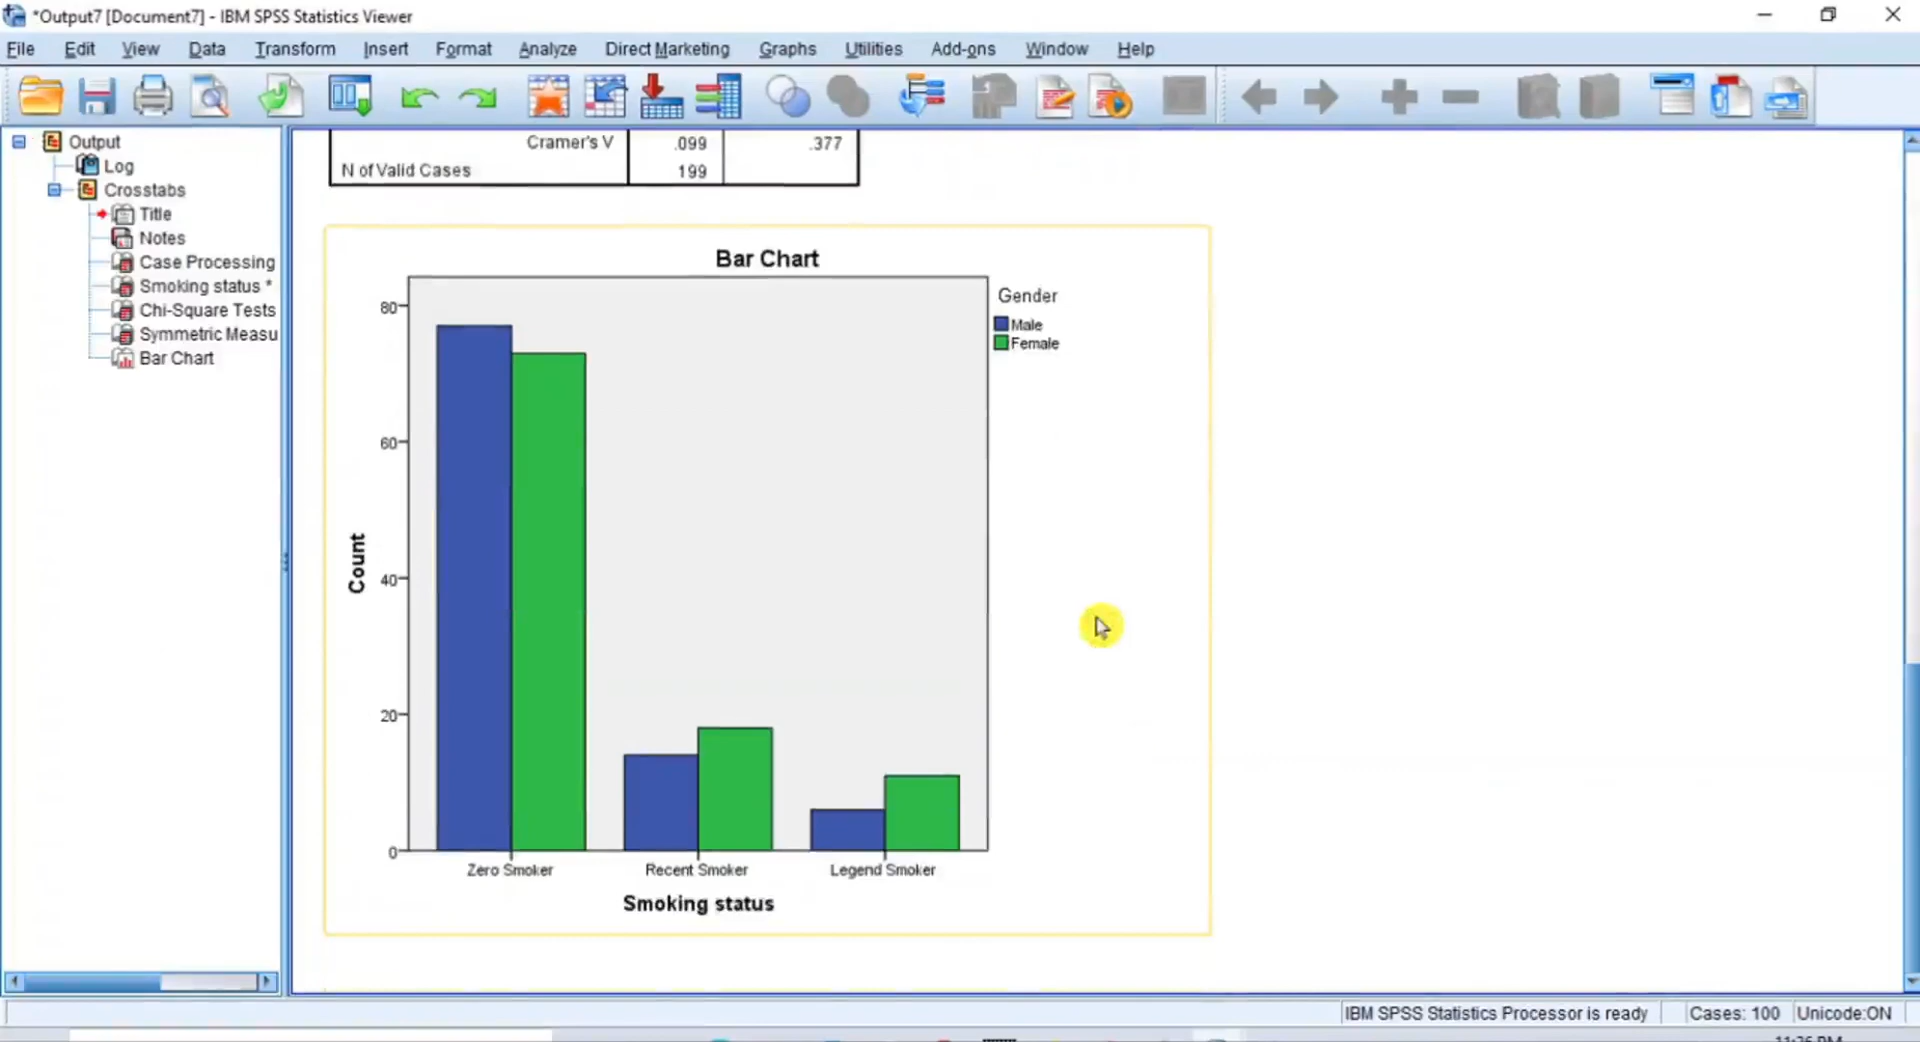 *Output7 [Document7] - IBM SPSS Statistics Viewer
File Edit View Data Transform Insert Format Analyze Direct Marketing Graphs Utilities Add-ons Window Help
Output
Log
Crosstabs
Title
Notes
Case Processing
Smoking status *
Chi-Square Tests
Symmetric Measu
Bar Chart
Cramer's V .099 .377
N of Valid Cases 199
Bar Chart
Gender
Male
Female
Count
80
60
40
20
0
Zero Smoker Recent Smoker Legend Smoker
Smoking status
IBM SPSS Statistics Processor is ready Cases: 100 Unicode:ON